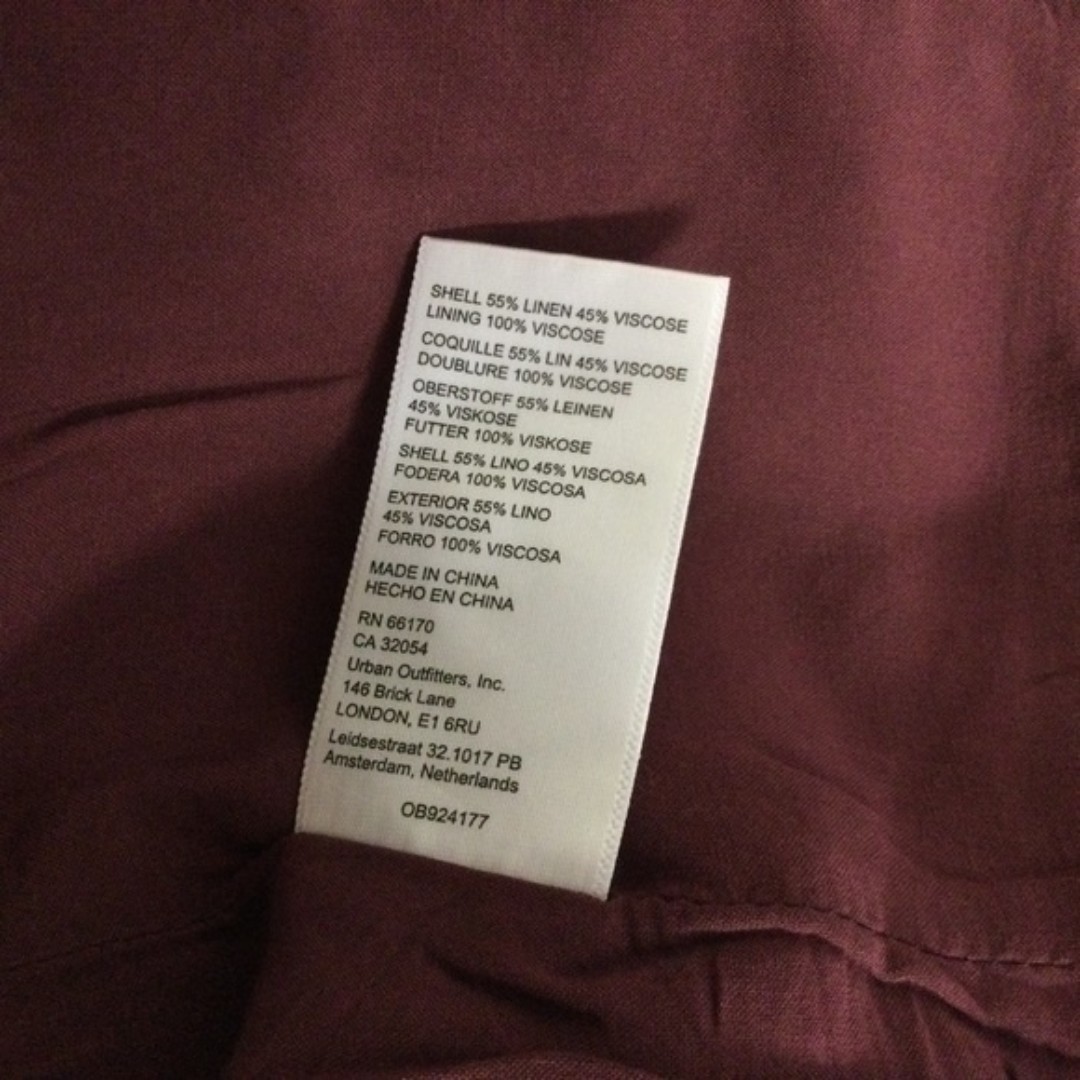 SHELL 55% LINEN 45% VISCOSE
LINING 100% VISCOSE
COQUILLE 55% LIN 45% VISCOSE
DOUBLURE 100% VISCOSE
OBERSTOFF 55% LEINEN
45% VISKOSE
FUTTER 100% VISKOSE
SHELL 55% LINO 45% VISCOSA
FODERA 100% VISCOSA
EXTERIOR 55% LINO
45% VISCOSA
FORRO 100% VISCOSA
MADE IN CHINA
HECHO EN CHINA
RN 66170
CA 32054
Urban Outfitters, Inc.
146 Brick Lane
LONDON, E1 6RU
Leidsestraat 32.1017 PB
Amsterdam, Netherlands
OB924177